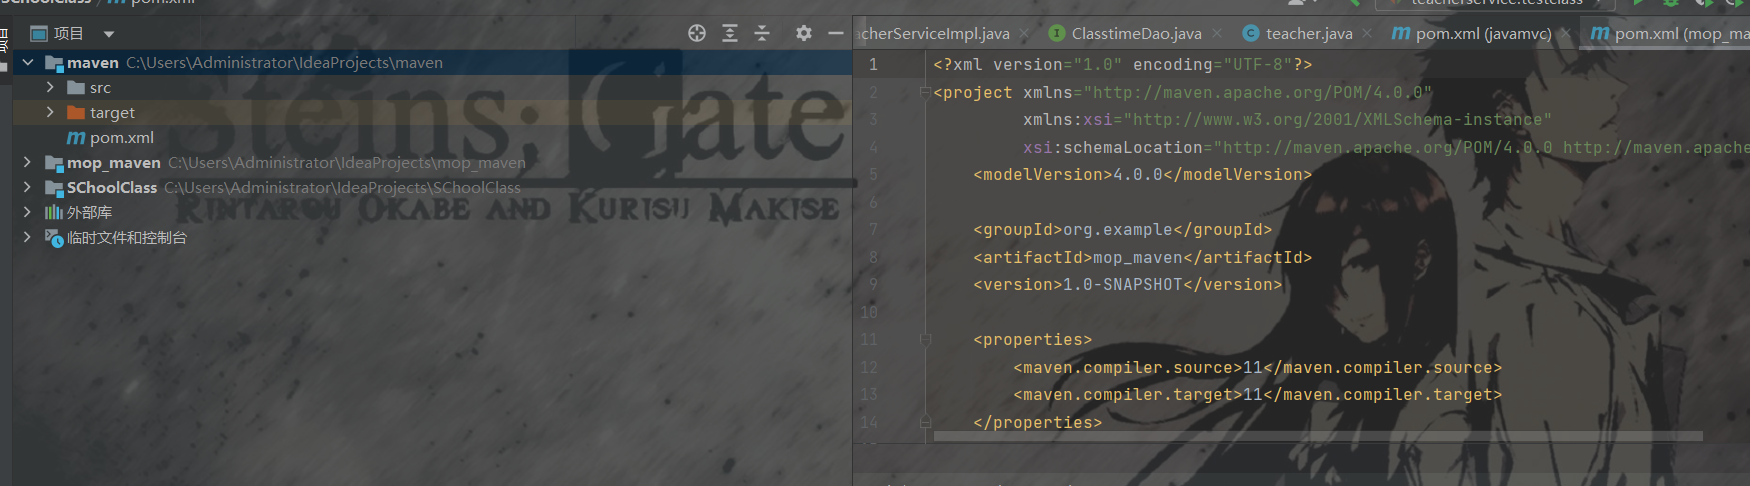 SChoolClass / m pom.xml
teacherservice.testclass
项目
acherServiceImpl.java
ClasstimeDao.java
teacher.java
pom.xml (javamvc)
pom.xml (mop_ma
maven C:\Users\Administrator\IdeaProjects\maven
src
target
pom.xml
mop_maven C:\Users\Administrator\IdeaProjects\mop_maven
SChoolClass C:\Users\Administrator\IdeaProjects\SChoolClass
外部库
临时文件和控制台
Steins;Gate
Rintarou Okabe and Kurisu Makise
1 <?xml version="1.0" encoding="UTF-8"?>
2 <project xmlns="http://maven.apache.org/POM/4.0.0"
3 xmlns:xsi="http://www.w3.org/2001/XMLSchema-instance"
4 xsi:schemaLocation="http://maven.apache.org/POM/4.0.0 http://maven.apache
5 <modelVersion>4.0.0</modelVersion>
6
7 <groupId>org.example</groupId>
8 <artifactId>mop_maven</artifactId>
9 <version>1.0-SNAPSHOT</version>
10
11 <properties>
12 <maven.compiler.source>11</maven.compiler.source>
13 <maven.compiler.target>11</maven.compiler.target>
14 </properties>